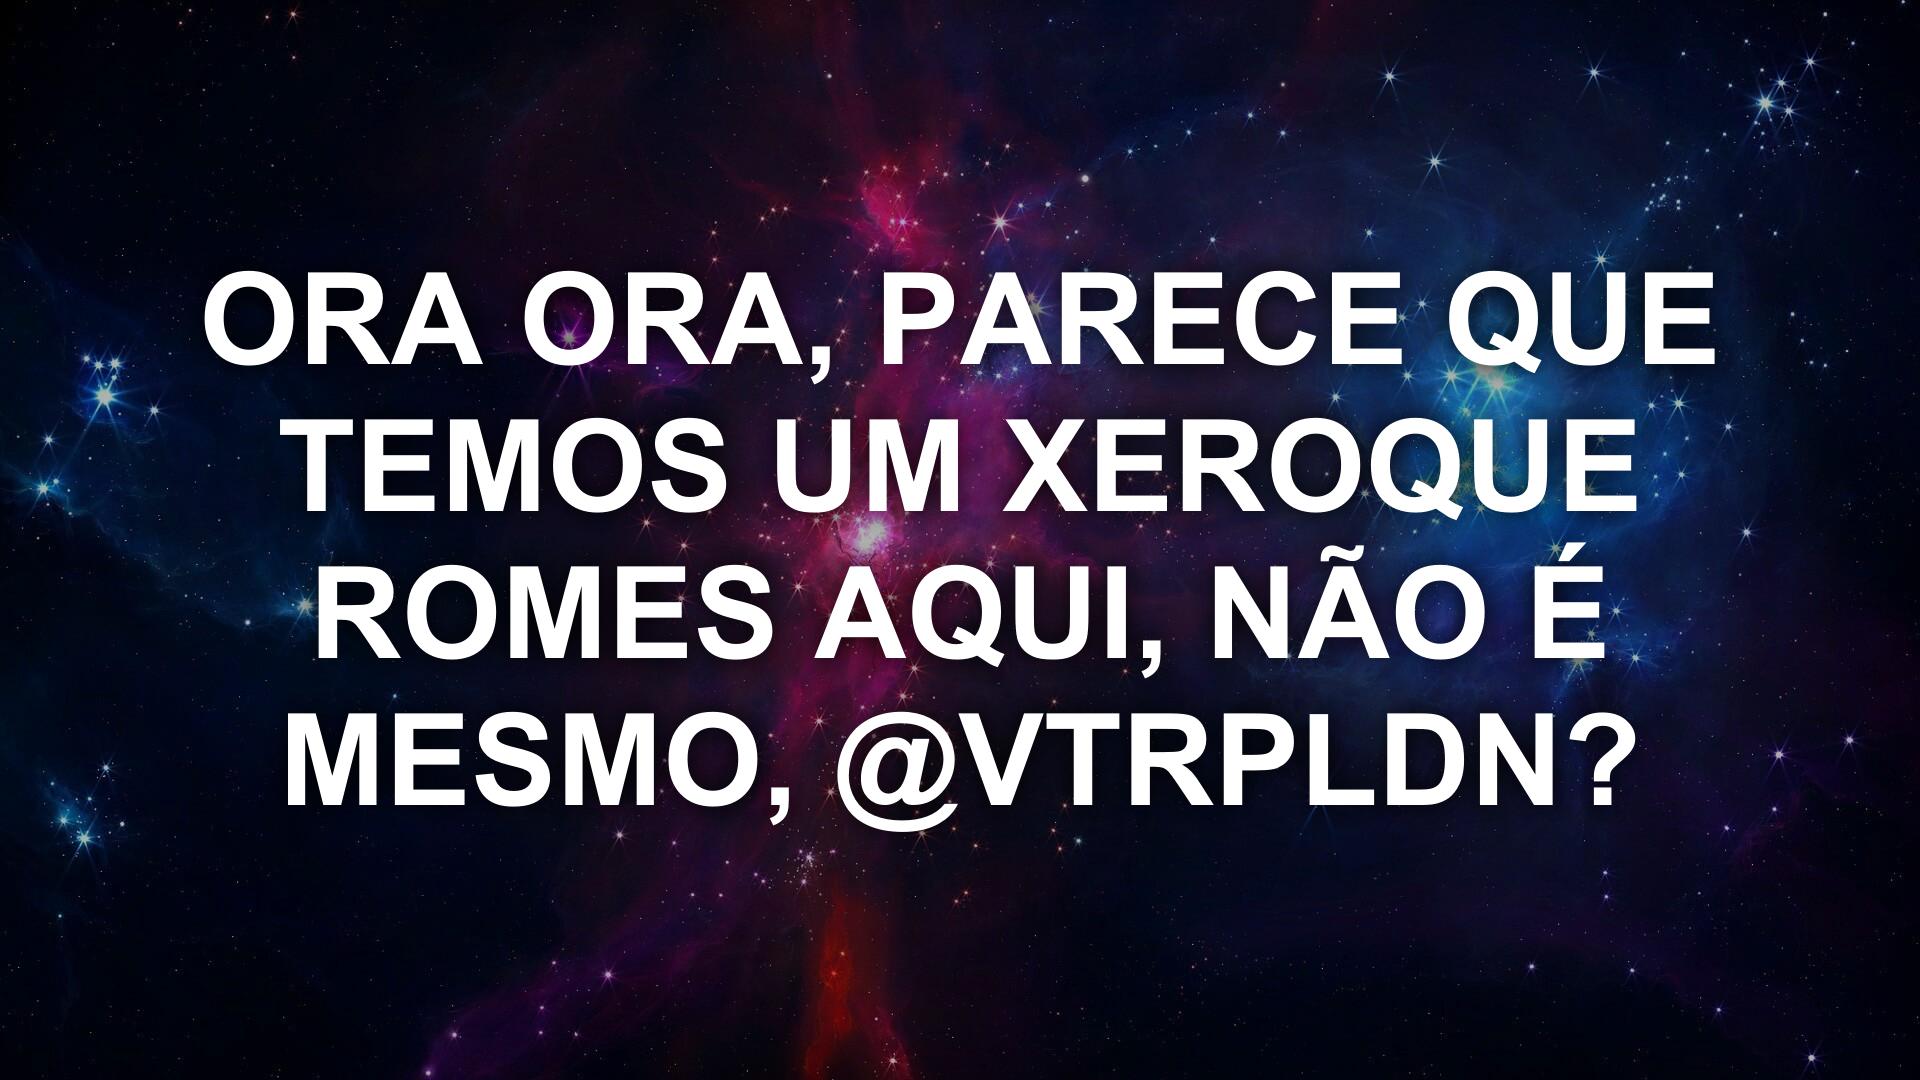 ORA ORA, PARECE QUE
TEMOS UM XEROQUE
ROMES AQUI, NÃO É
MESMO, @VTRPLDN?